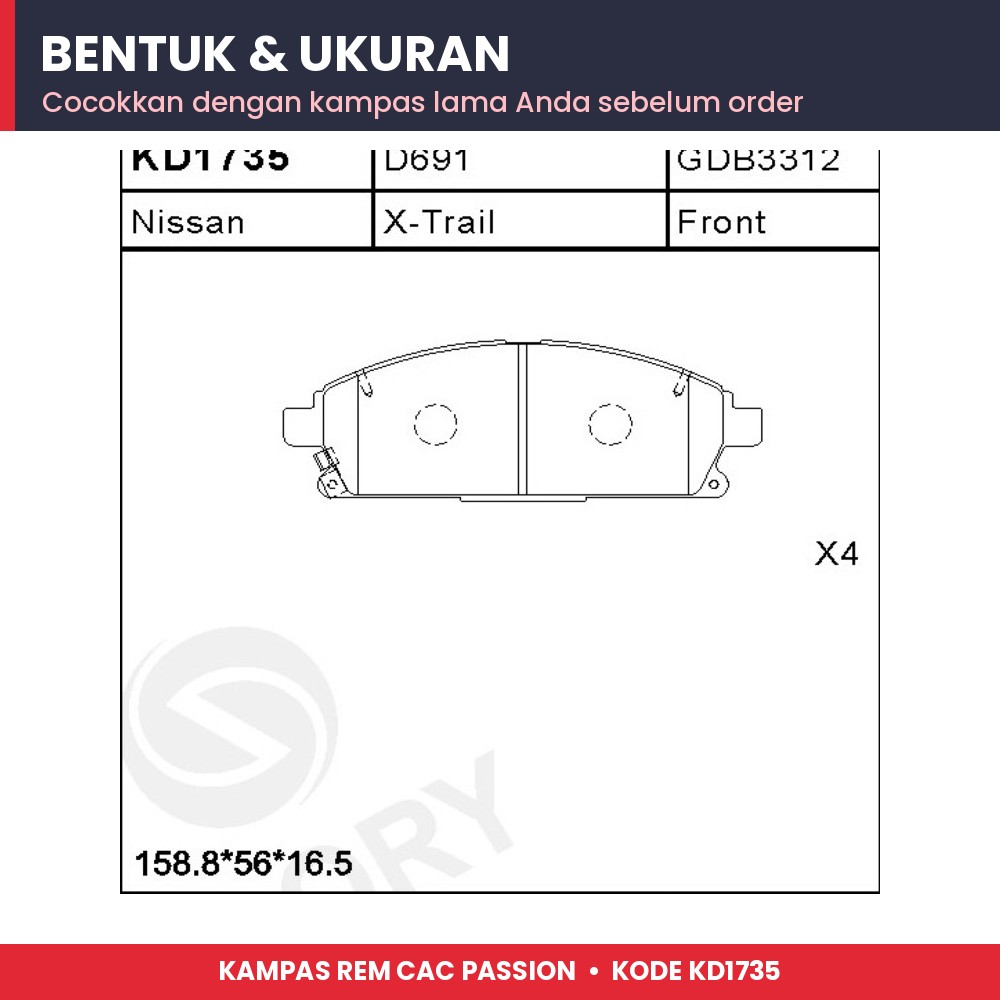 BENTUK & UKURAN
Cocokkan dengan kampas lama Anda sebelum order
KD1735 D691 GDB3312
Nissan X-Trail Front
X4
ORY
158.8*56*16.5
KAMPAS REM CAC PASSION • KODE KD1735